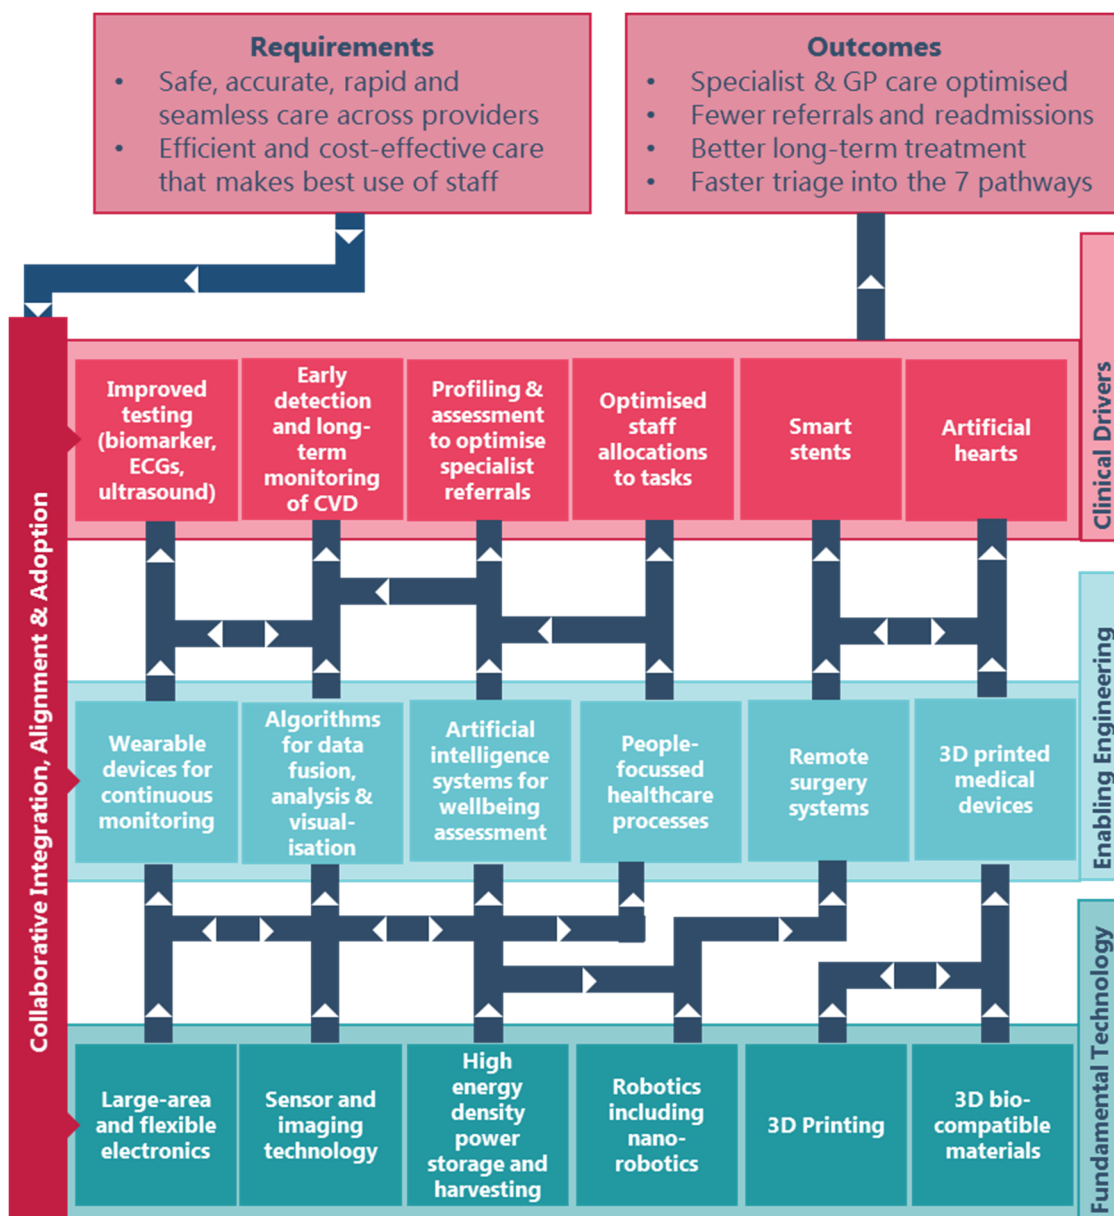 Requirements
• Safe, accurate, rapid and
seamless care across providers
• Efficient and cost-effective care
that makes best use of staff
Outcomes
• Specialist & GP care optimised
• Fewer referrals and readmissions
• Better long-term treatment
• Faster triage into the 7 pathways
Collaborative Integration, Alignment & Adoption
Clinical Drivers
Improved
testing
(biomarker,
ECGs,
ultrasound)
Early
detection
and long-
term
monitoring
of CVD
Profiling &
assessment
to optimise
specialist
referrals
Optimised
staff
allocations
to tasks
Smart
stents
Artificial
hearts
Enabling Engineering
Wearable
devices for
continuous
monitoring
Algorithms
for data
fusion,
analysis &
visual-
isation
Artificial
intelligence
systems for
wellbeing
assessment
People-
focussed
healthcare
processes
Remote
surgery
systems
3D printed
medical
devices
Fundamental Technology
Large-area
and flexible
electronics
Sensor and
imaging
technology
High
energy
density
power
storage and
harvesting
Robotics
including
nano-
robotics
3D Printing
3D bio-
compatible
materials